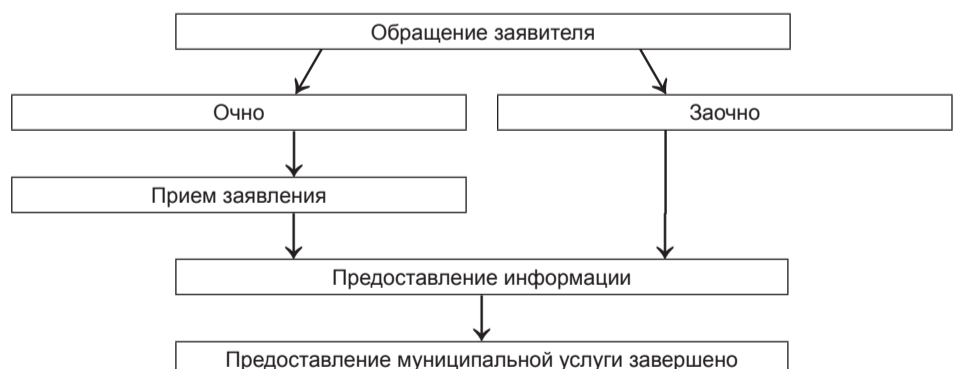 Обращение заявителя
Очно
Заочно
Прием заявления
Предоставление информации
Предоставление муниципальной услуги завершено